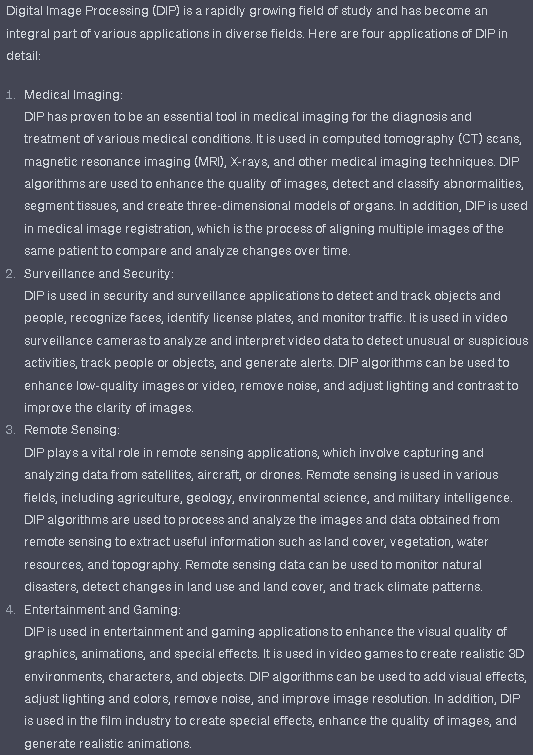 Digital Image Processing (DIP) is a rapidly growing field of study and has become an
integral part of various applications in diverse fields. Here are four applications of DIP in
detail:
1. Medical Imaging:
DIP has proven to be an essential tool in medical imaging for the diagnosis and
treatment of various medical conditions. It is used in computed tomography (CT) scans,
magnetic resonance imaging (MRI), X-rays, and other medical imaging techniques. DIP
algorithms are used to enhance the quality of images, detect and classify abnormalities,
segment tissues, and create three-dimensional models of organs. In addition, DIP is used
in medical image registration, which is the process of aligning multiple images of the
same patient to compare and analyze changes over time.
2. Surveillance and Security:
DIP is used in security and surveillance applications to detect and track objects and
people, recognize faces, identify license plates, and monitor traffic. It is used in video
surveillance cameras to analyze and interpret video data to detect unusual or suspicious
activities, track people or objects, and generate alerts. DIP algorithms can be used to
enhance low-quality images or video, remove noise, and adjust lighting and contrast to
improve the clarity of images.
3. Remote Sensing:
DIP plays a vital role in remote sensing applications, which involve capturing and
analyzing data from satellites, aircraft, or drones. Remote sensing is used in various
fields, including agriculture, geology, environmental science, and military intelligence.
DIP algorithms are used to process and analyze the images and data obtained from
remote sensing to extract useful information such as land cover, vegetation, water
resources, and topography. Remote sensing data can be used to monitor natural
disasters, detect changes in land use and land cover, and track climate patterns.
4. Entertainment and Gaming:
DIP is used in entertainment and gaming applications to enhance the visual quality of
graphics, animations, and special effects. It is used in video games to create realistic 3D
environments, characters, and objects. DIP algorithms can be used to add visual effects,
adjust lighting and colors, remove noise, and improve image resolution. In addition, DIP
is used in the film industry to create special effects, enhance the quality of images, and
generate realistic animations.